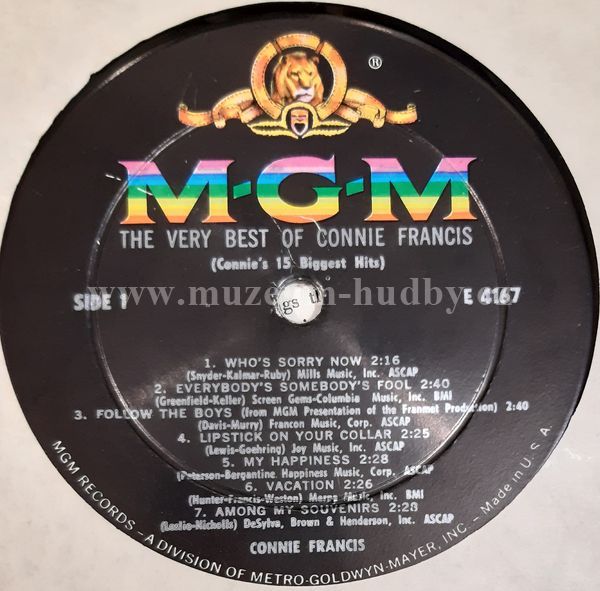 ®
M-G-M
THE VERY BEST OF CONNIE FRANCIS
(Connie's 15 Biggest Hits)
SIDE 1
E 4167
www.muzeum-hudby.
gs th
1. WHO'S SORRY NOW 2:16
(Snyder-Kalmar-Ruby) Mills Music, Inc. ASCAP
2. EVERYBODY'S SOMEBODY'S FOOL 2:40
(Greenfield-Keller) Screen Gems-Columbia Music, Inc. BMI
3. FOLLOW THE BOYS (from MGM Presentation of the Franmet Production) 2:40
(Davis-Murry) Francon Music, Corp. ASCAP
4. LIPSTICK ON YOUR COLLAR 2:25
(Lewis-Goehring) Joy Music, Inc. ASCAP
5. MY HAPPINESS 2:28
(Peterson-Bergantine Happiness Music, Corp. ASCAP
6. VACATION 2:26
(Hunter-Francis-Weston) Merna Music, Inc. BMI
7. AMONG MY SOUVENIRS 2:28
(Leslie-Nicholls) DeSylva, Brown & Henderson, Inc. ASCAP
CONNIE FRANCIS
MGM RECORDS – A DIVISION OF METRO-GOLDWYN-MAYER, INC. – Made in U.S.A.